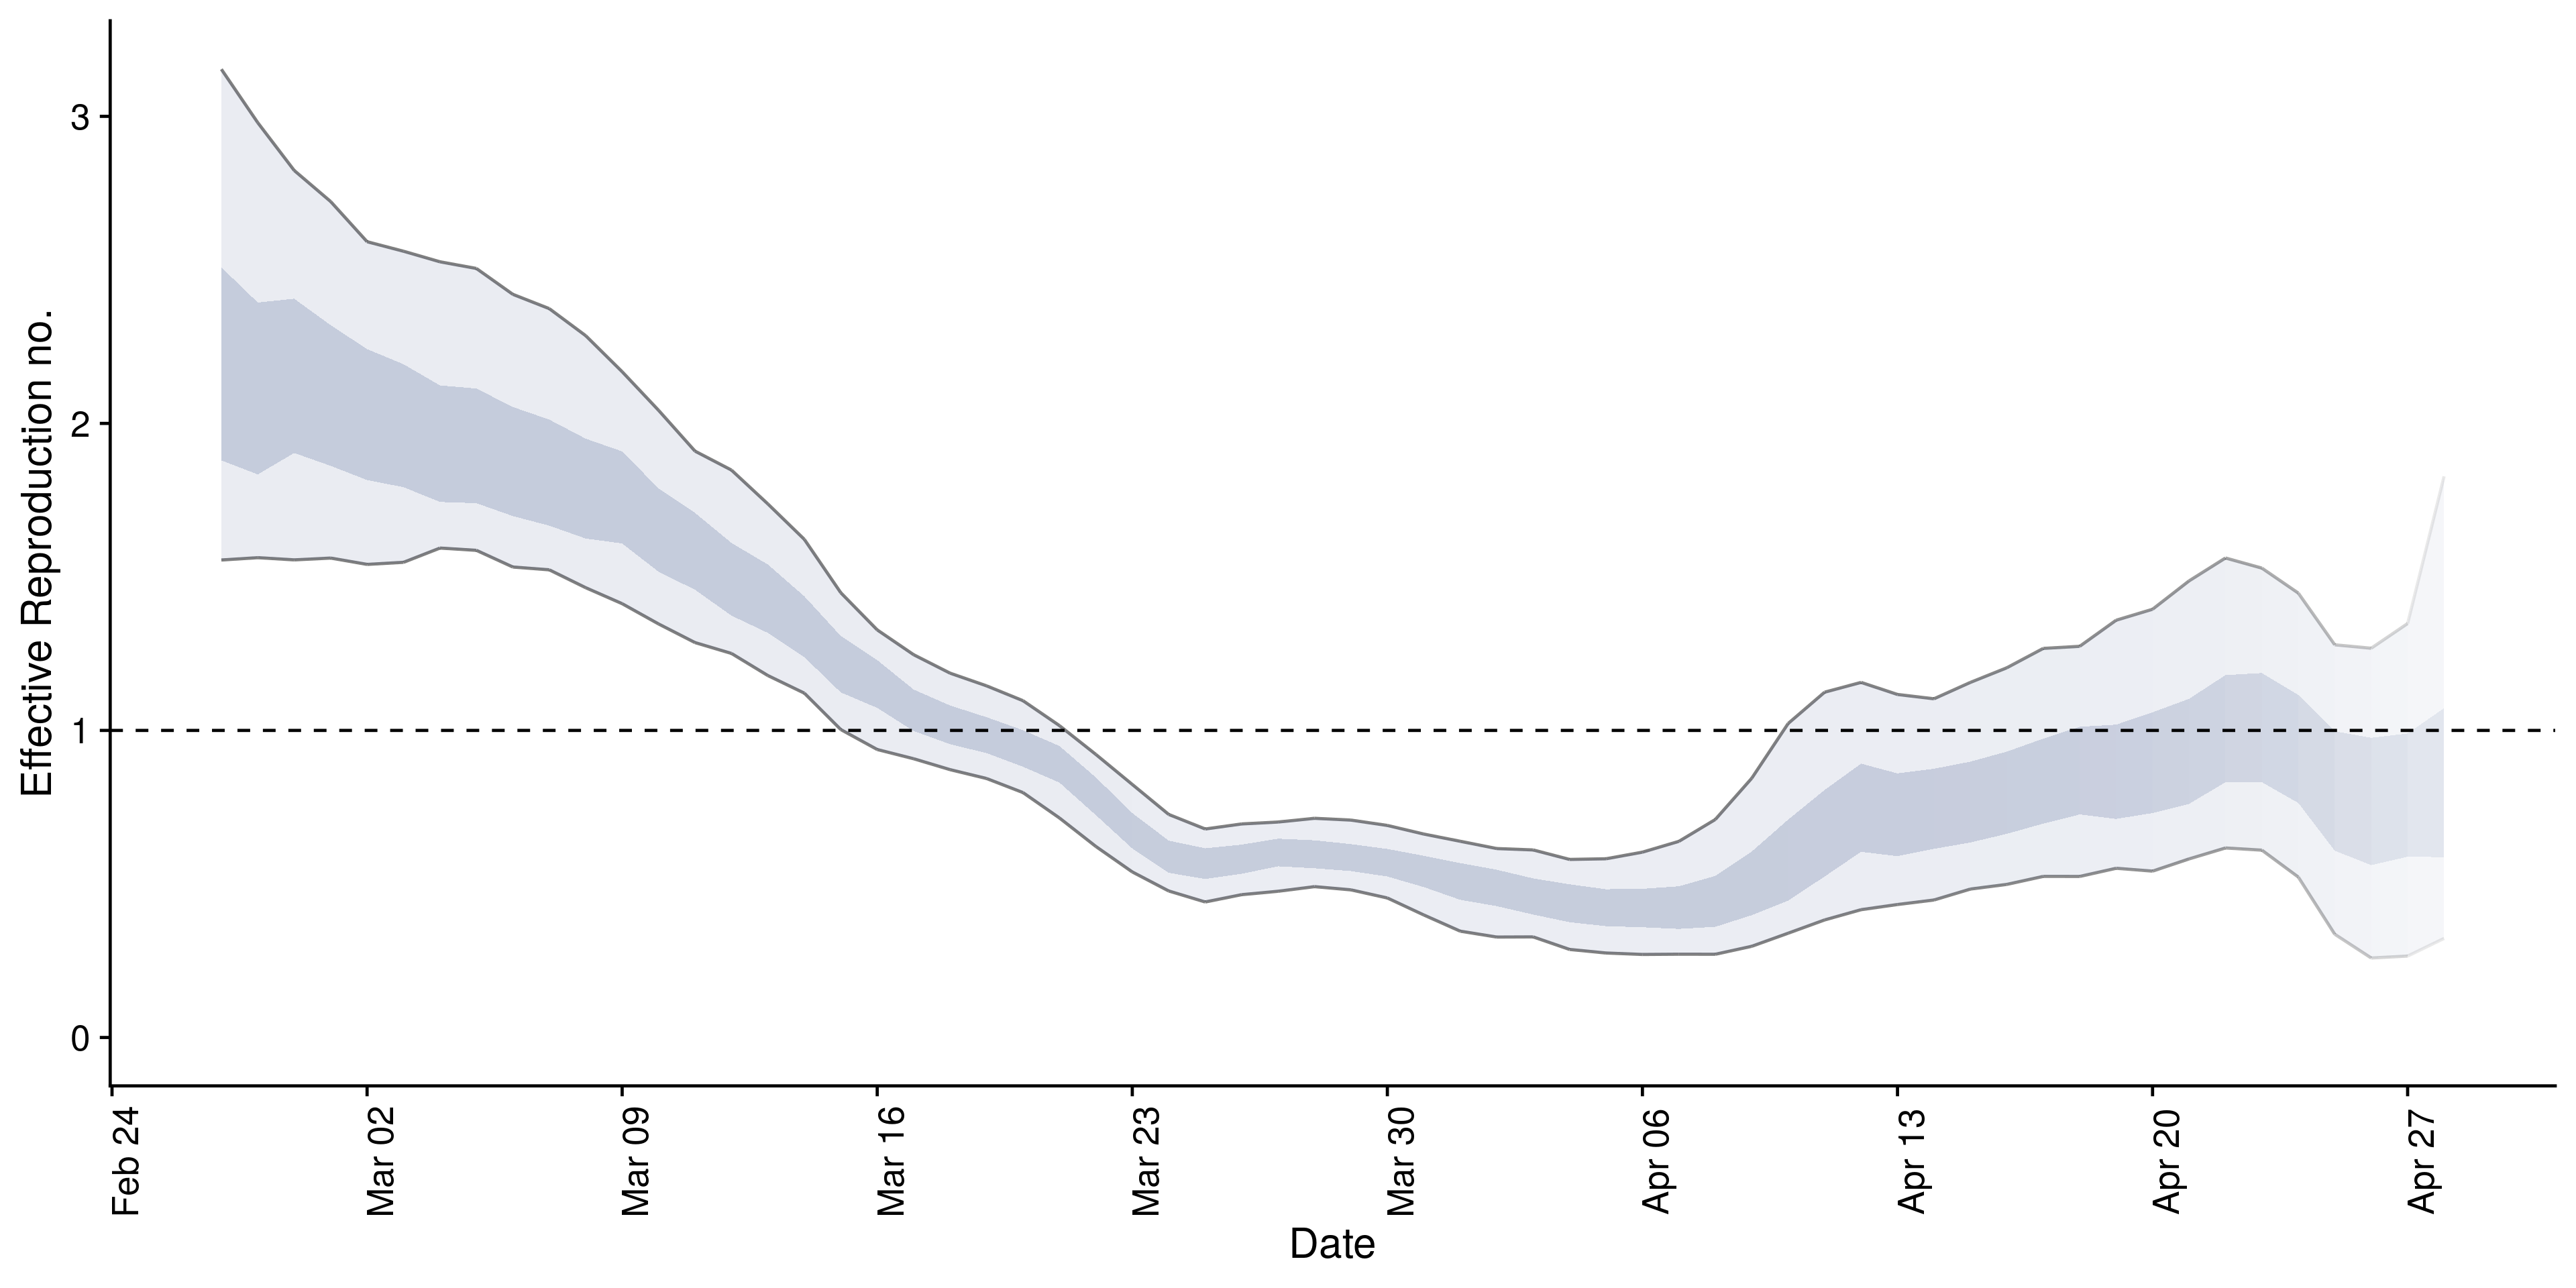 Effective Reproduction no.
3
2
1
0
Feb 24
Mar 02
Mar 09
Mar 16
Mar 23
Mar 30
Apr 06
Apr 13
Apr 20
Apr 27
Date